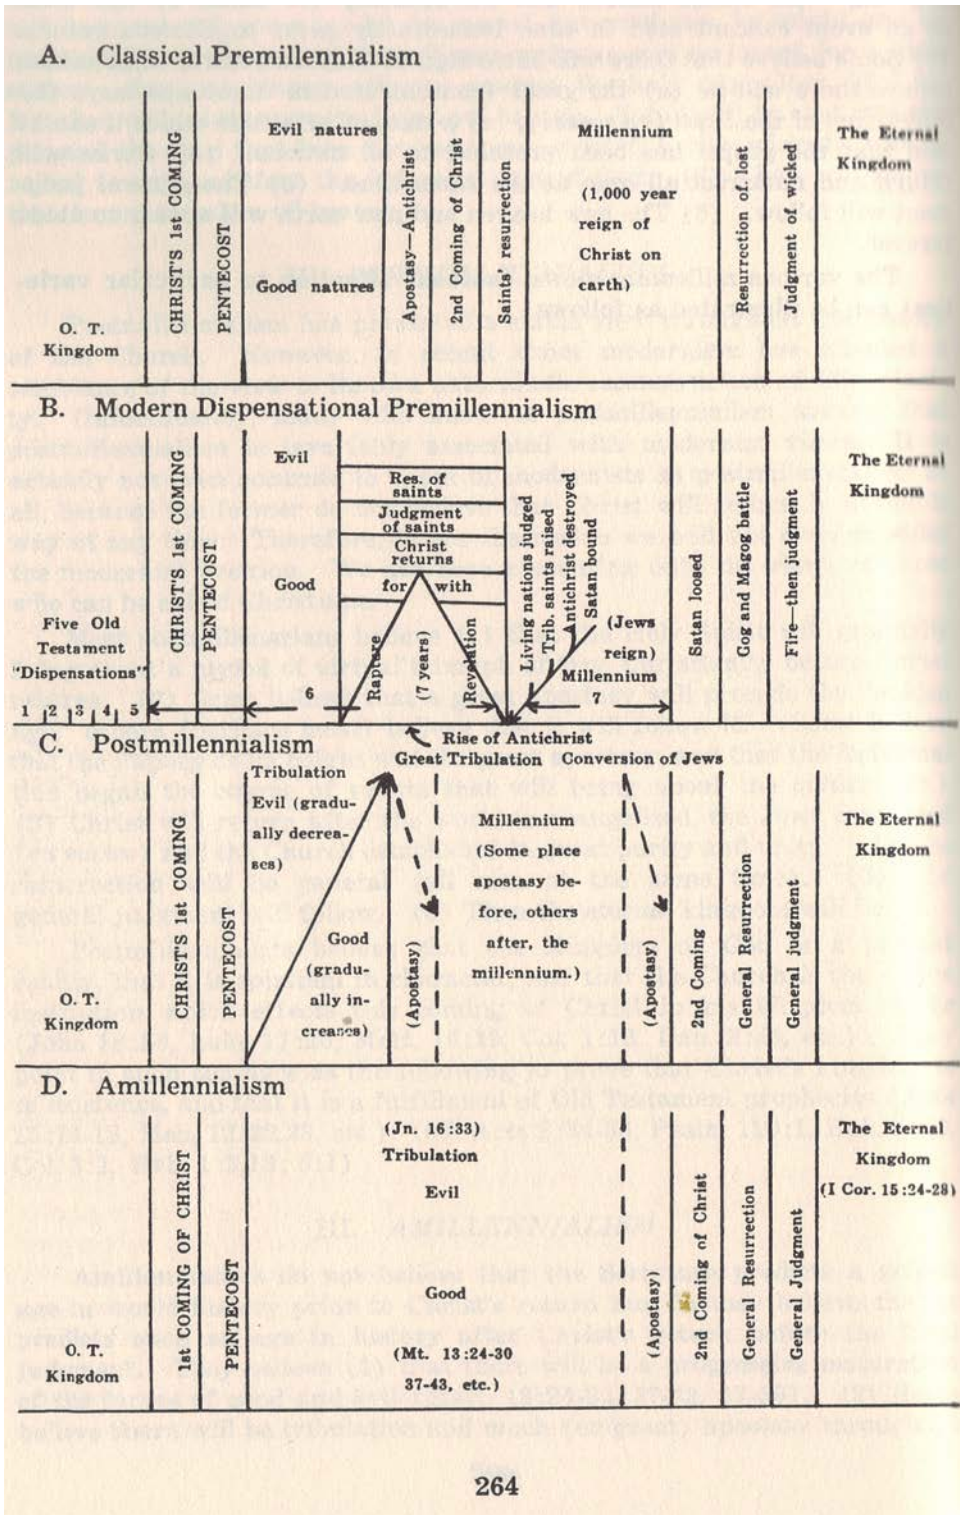 A. Classical Premillennialism
CHRIST'S 1st COMING
PENTECOST
Evil natures
Good natures
Apostasy—Antichrist
2nd Coming of Christ
Saints' resurrection
Millennium
(1,000 year
reign of
Christ on
earth)
Resurrection of lost
Judgment of wicked
The Eternal
Kingdom
O. T.
Kingdom
B. Modern Dispensational Premillennialism
CHRIST'S 1st COMING
PENTECOST
Evil
Good
Res. of
saints
Judgment
of saints
Christ
returns
for with
Rapture
(7 years)
Revelation
Living nations judged
Trib. saints raised
Antichrist destroyed
Satan bound
(Jews
reign)
Millennium
7
Satan loosed
Gog and Magog battle
Fire—then judgment
The Eternal
Kingdom
Five Old
Testament
'Dispensations'
1 2 3 4 5
6
C. Postmillennialism
Rise of Antichrist
Great Tribulation Conversion of Jews
CHRIST'S 1st COMING
PENTECOST
Tribulation
Evil (gradu-
ally decrea-
ses)
Good
(gradu-
ally in-
creases)
(Apostasy)
Millennium
(Some place
apostasy be-
fore, others
after, the
millennium.)
(Apostasy)
2nd Coming
General Resurrection
General judgment
The Eternal
Kingdom
O. T.
Kingdom
D. Amillennialism
1st COMING OF CHRIST
PENTECOST
(Jn. 16:33)
Tribulation
Evil
Good
(Mt. 13:24-30
37-43, etc.)
(Apostasy)
2nd Coming of Christ
General Resurrection
General Judgment
The Eternal
Kingdom
(I Cor. 15:24-28)
O. T.
Kingdom
264